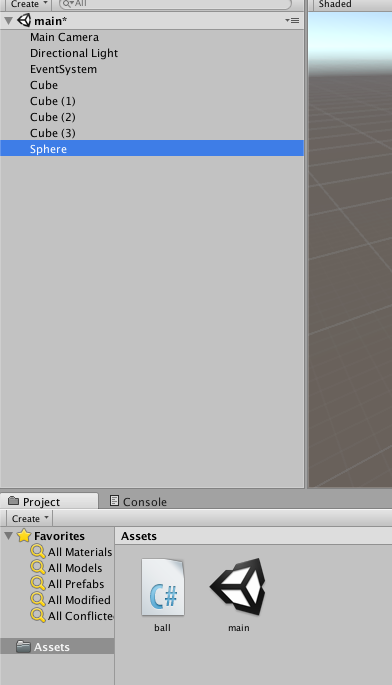 Create
All
Shaded
main*
Main Camera
Directional Light
EventSystem
Cube
Cube (1)
Cube (2)
Cube (3)
Sphere
Project
Console
Create
Favorites
All Materials
All Models
All Prefabs
All Modified
All Conflicte
Assets
Assets
C#
ball
main